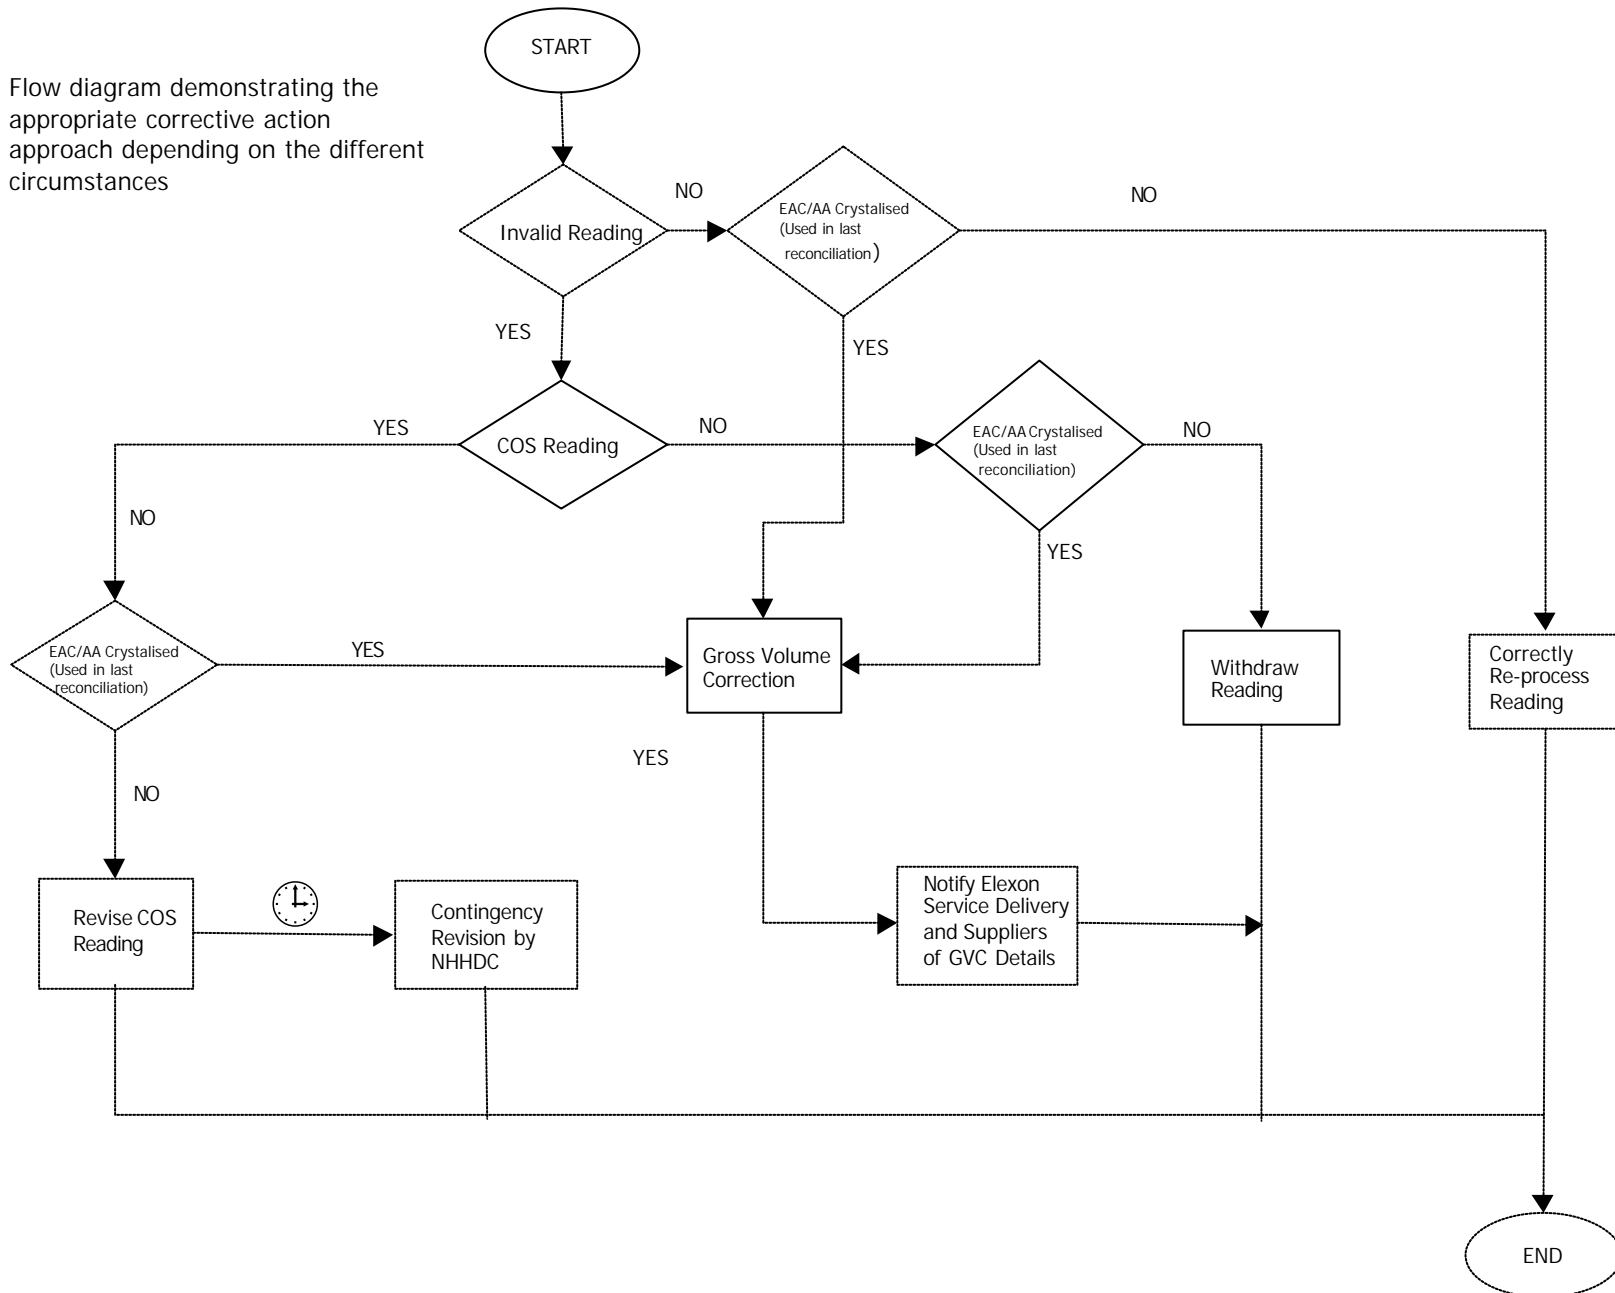 START
Flow diagram demonstrating the
appropriate corrective action
approach depending on the different
circumstances
NO
NO
EAC/AA Crystalised
(Used in last
reconciliation)
Invalid Reading
YES
YES
YES
NO
NO
COS Reading
EAC/AA Crystalised
(Used in last
reconciliation)
NO
YES
EAC/AA Crystalised
(Used in last
reconciliation)
YES
Gross Volume
Correction
Withdraw
Reading
Correctly
Re-process
Reading
YES
NO
Revise COS
Reading
Contingency
Revision by
NHHDC
Notify Elexon
Service Delivery
and Suppliers
of GVC Details
END